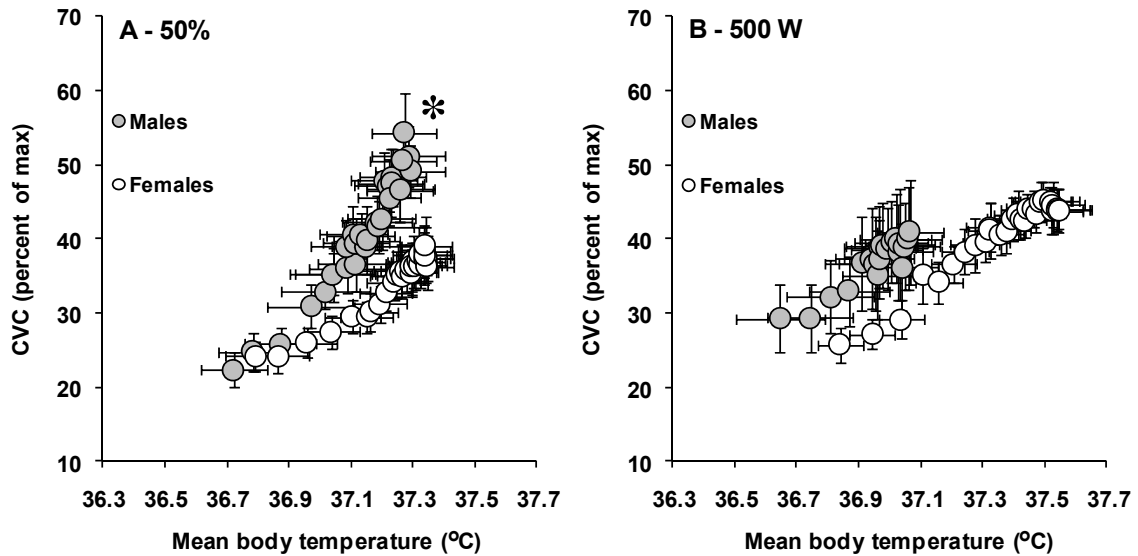 A - 50%
70
60
50
40
30
20
10
CVC (percent of max)
Males
Females
*
36.3 36.5 36.7 36.9 37.1 37.3 37.5 37.7
Mean body temperature (°C)
B - 500 W
70
60
50
40
30
20
10
CVC (percent of max)
Males
Females
36.3 36.5 36.7 36.9 37.1 37.3 37.5 37.7
Mean body temperature (°C)